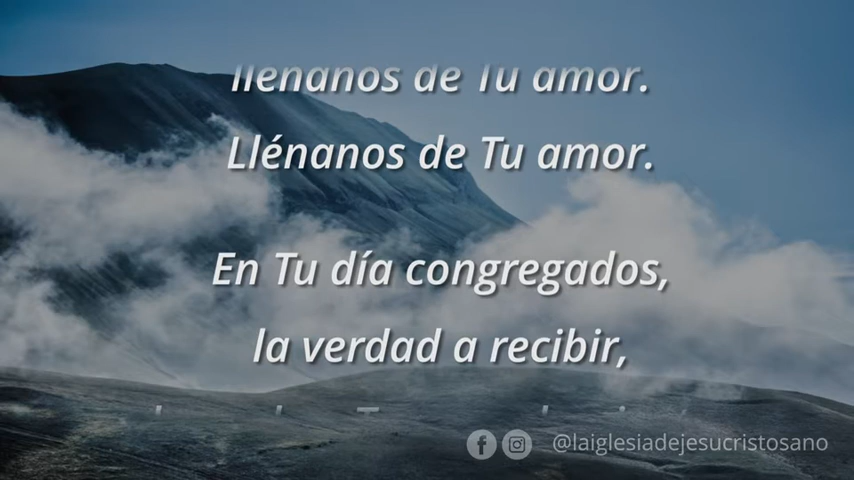 llénanos de Tu amor.
Llénanos de Tu amor.
En Tu día congregados,
la verdad a recibir,
@laiglesiadejesucristosano